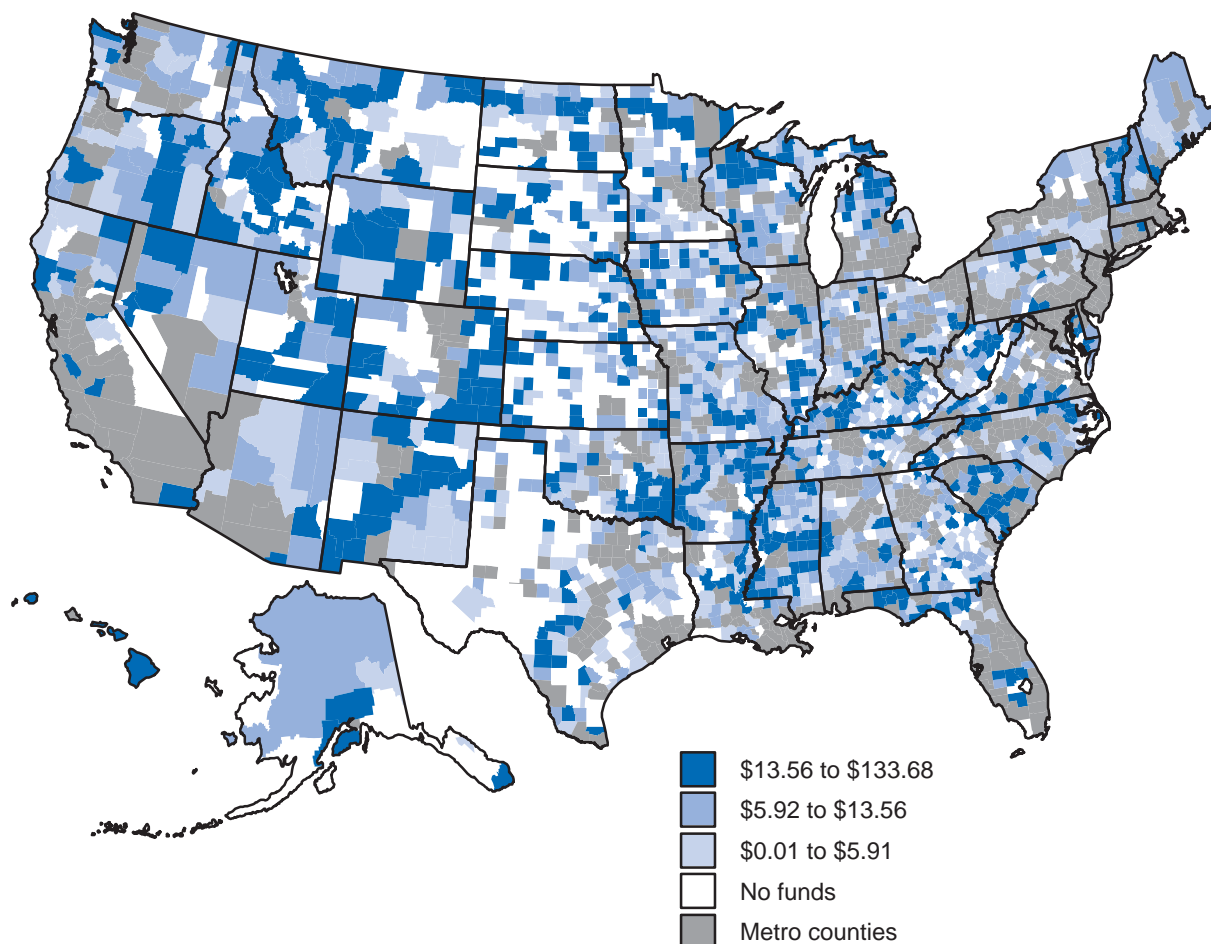 $13.56 to $133.68
$5.92 to $13.56
$0.01 to $5.91
No funds
Metro counties